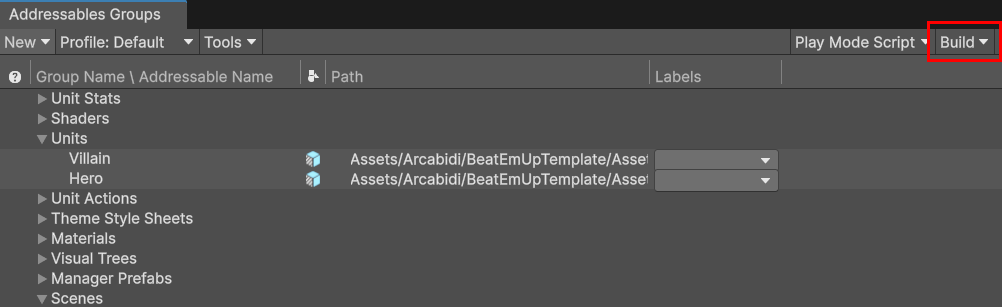 Addressables Groups
New Profile: Default Tools Play Mode Script Build
? Group Name \ Addressable Name Path Labels
Unit Stats
Shaders
Units
Villain Assets/Arcabidi/BeatEmUpTemplate/Asset
Hero Assets/Arcabidi/BeatEmUpTemplate/Asset
Unit Actions
Theme Style Sheets
Materials
Visual Trees
Manager Prefabs
Scenes